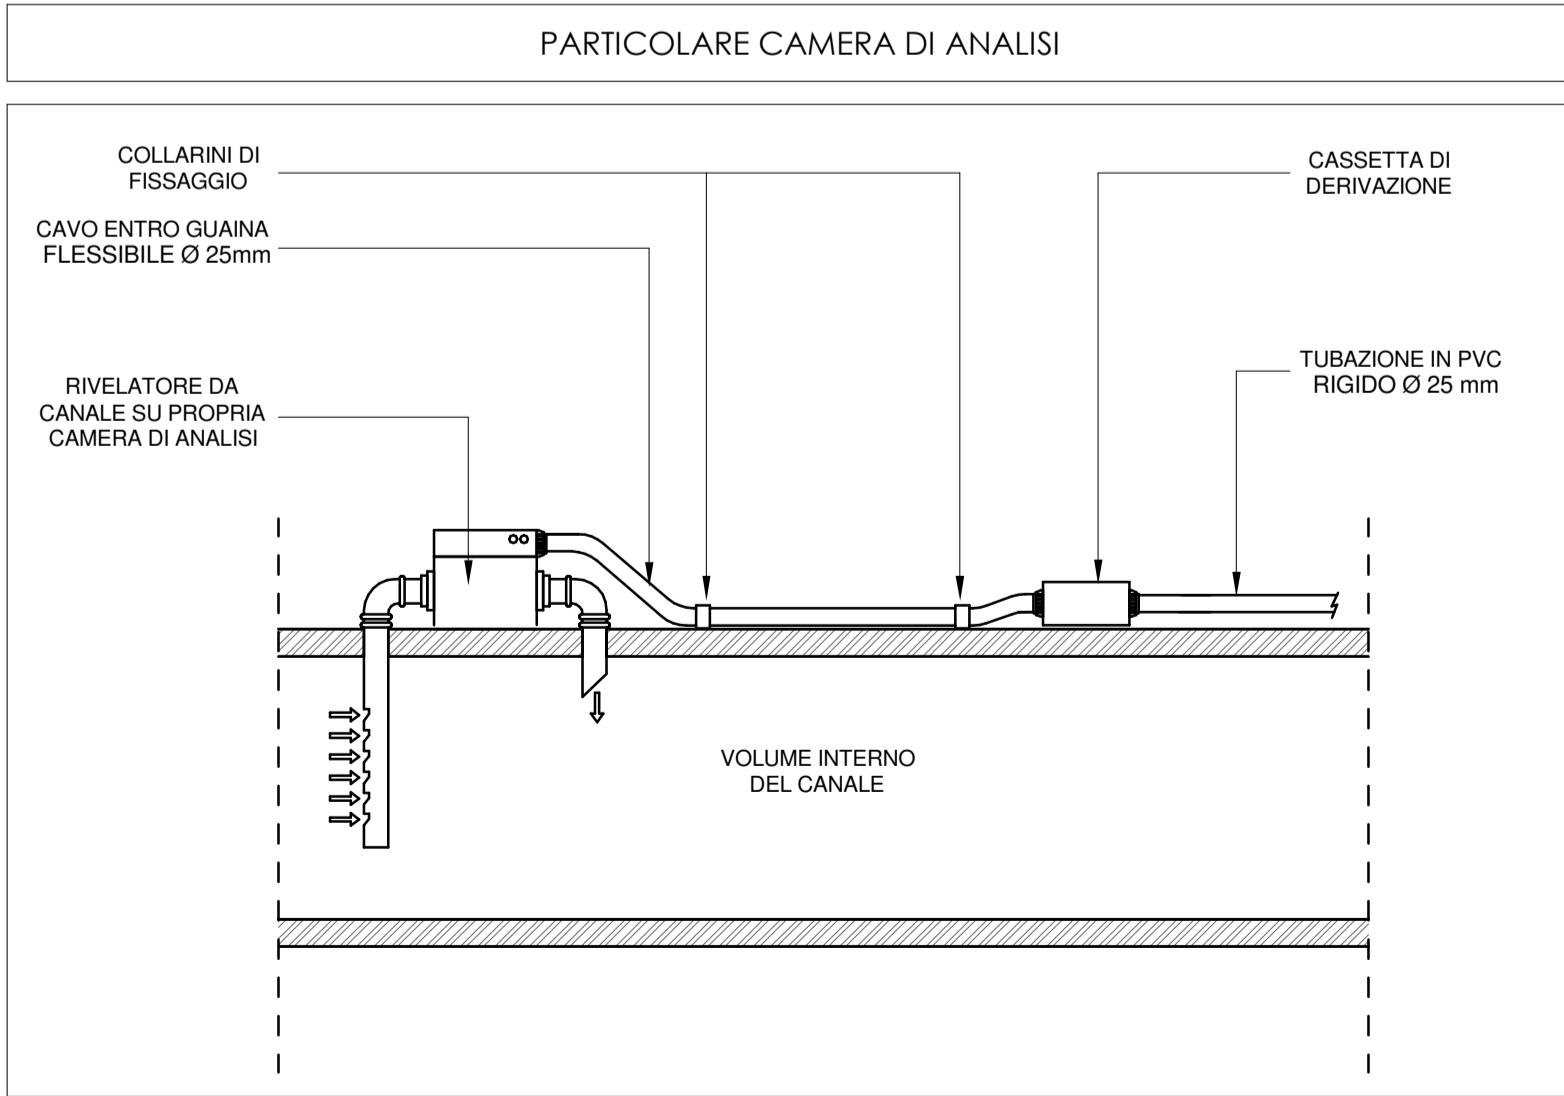 PARTICOLARE CAMERA DI ANALISI
COLLARINI DI
FISSAGGIO
CAVO ENTRO GUAINA
FLESSIBILE Ø 25mm
RIVELATORE DA
CANALE SU PROPRIA
CAMERA DI ANALISI
CASSETTA DI
DERIVAZIONE
TUBAZIONE IN PVC
RIGIDO Ø 25 mm
VOLUME INTERNO
DEL CANALE